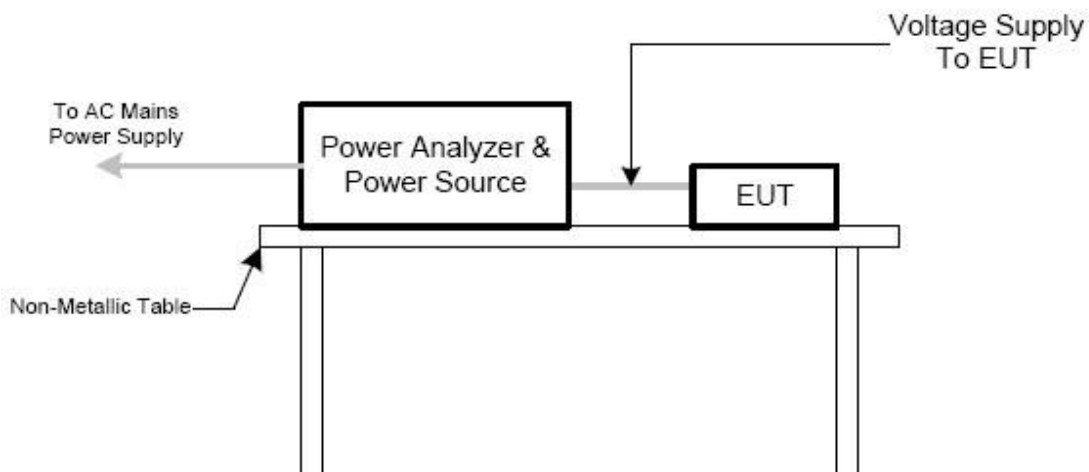 Voltage Supply
To EUT
To AC Mains
Power Supply
Power Analyzer &
Power Source
EUT
Non-Metallic Table